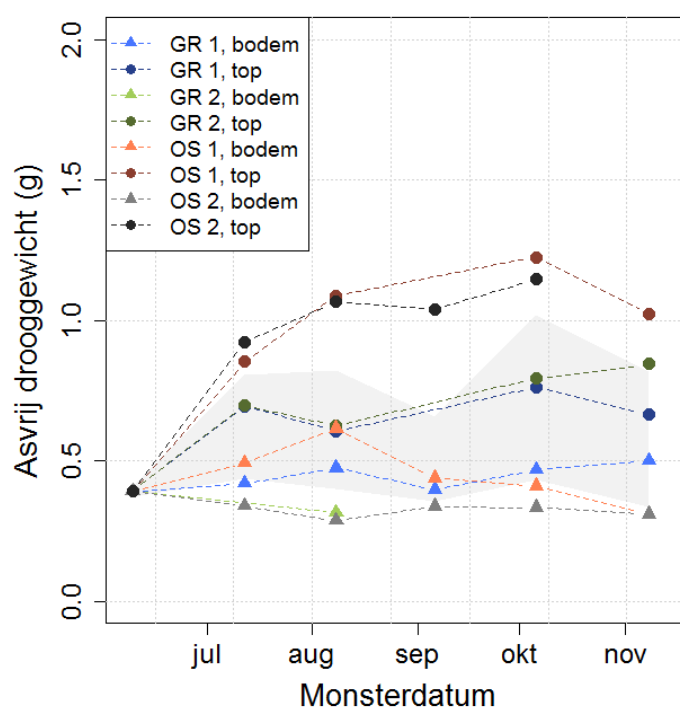 GR 1, bodem
GR 1, top
GR 2, bodem
GR 2, top
OS 1, bodem
OS 1, top
OS 2, bodem
OS 2, top
Asvrij drooggewicht (g)
2.0
1.5
1.0
0.5
0.0
jul aug sep okt nov
Monsterdatum